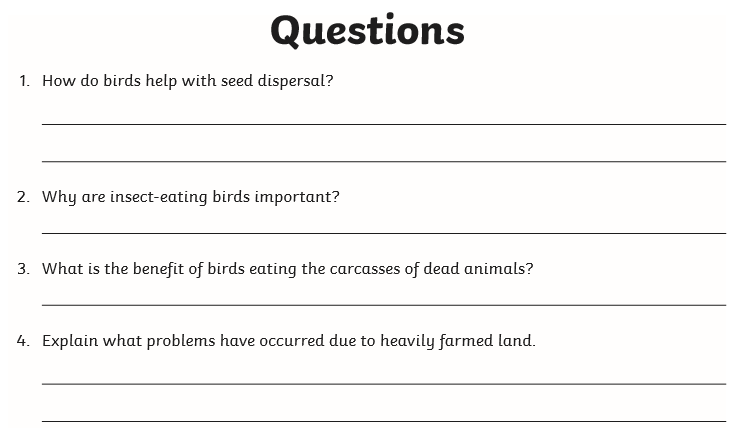 Questions
1. How do birds help with seed dispersal?
2. Why are insect-eating birds important?
3. What is the benefit of birds eating the carcasses of dead animals?
4. Explain what problems have occurred due to heavily farmed land.